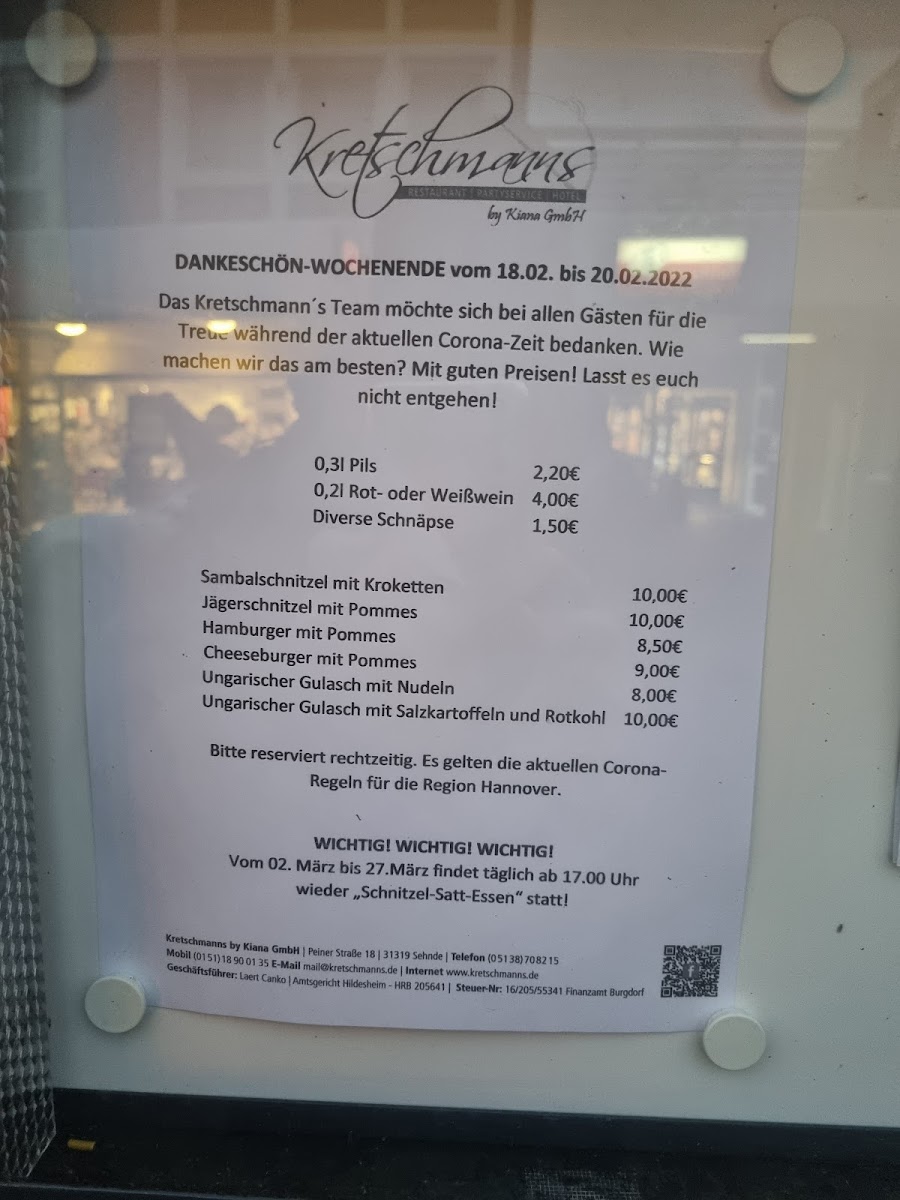 Kretschmanns
RESTAURANT | PARTYSERVICE | HOTEL
by Kiana GmbH
DANKESCHÖN-WOCHENENDE vom 18.02. bis 20.02.2022
Das Kretschmann´s Team möchte sich bei allen Gästen für die
Treue während der aktuellen Corona-Zeit bedanken. Wie
machen wir das am besten? Mit guten Preisen! Lasst es euch
nicht entgehen!
0,3l Pils 2,20€
0,2l Rot- oder Weißwein 4,00€
Diverse Schnäpse 1,50€
Sambalschnitzel mit Kroketten 10,00€
Jägerschnitzel mit Pommes 10,00€
Hamburger mit Pommes 8,50€
Cheeseburger mit Pommes 9,00€
Ungarischer Gulasch mit Nudeln 8,00€
Ungarischer Gulasch mit Salzkartoffeln und Rotkohl 10,00€
Bitte reserviert rechtzeitig. Es gelten die aktuellen Corona-
Regeln für die Region Hannover.
WICHTIG! WICHTIG! WICHTIG!
Vom 02. März bis 27.März findet täglich ab 17.00 Uhr
wieder „Schnitzel-Satt-Essen“ statt!
Kretschmanns by Kiana GmbH | Peiner Straße 18 | 31319 Sehnde | Telefon (05138)70 82 15
Mobil (0151)18 90 01 35 E-Mail mail@kretschmanns.de | Internet www.kretschmanns.de
Geschäftsführer: Laert Canko | Amtsgericht Hildesheim - HRB 205641 | Steuer-Nr: 16/205/55341 Finanzamt Burgdorf